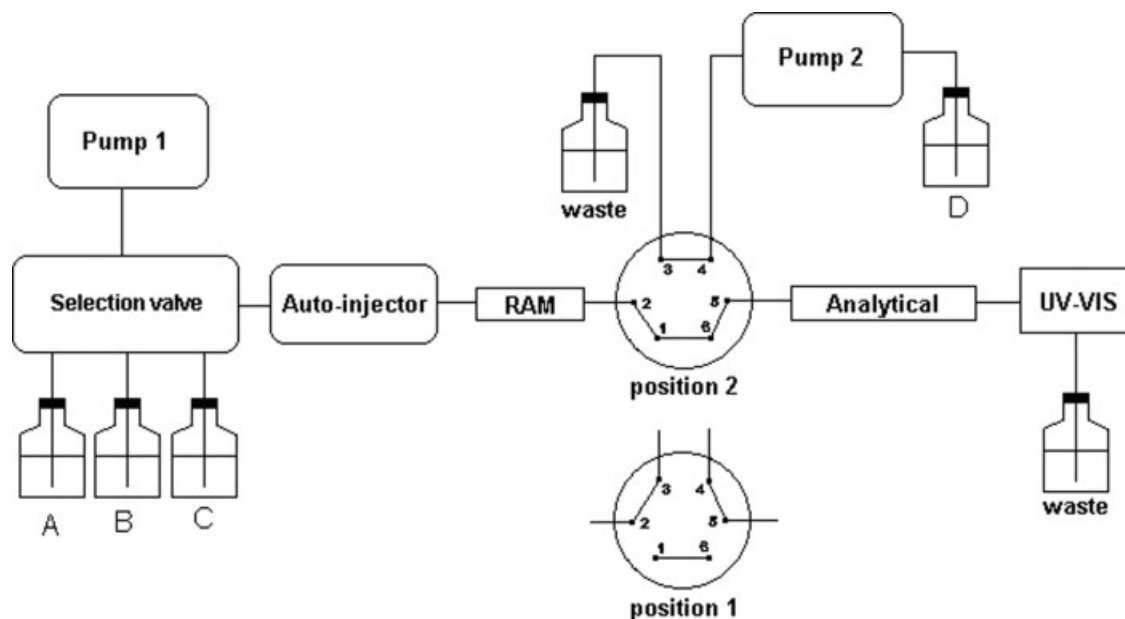 Pump 1
Pump 2
waste
D
Selection valve
Auto-injector
RAM
3 4
2 5
1 6
Analytical
UV-VIS
position 2
A B C
waste
3 4
2 5
1 6
position 1